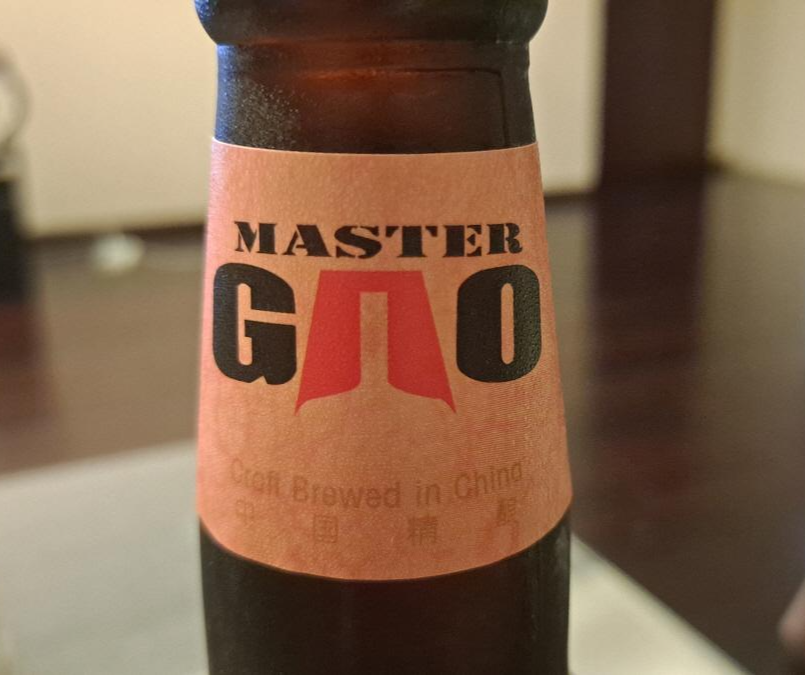 MASTER
GAO
Craft Brewed in China
中国精酿